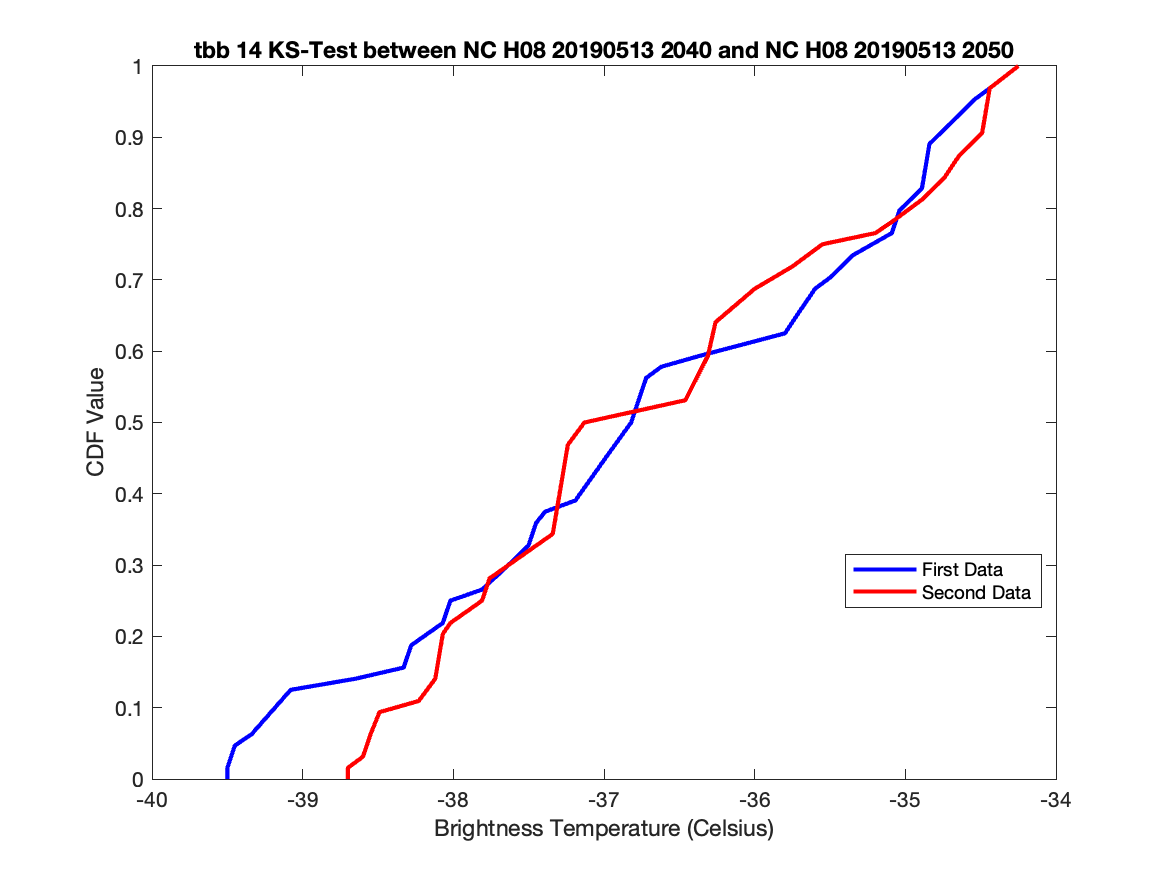 tbb 14 KS-Test between NC H08 20190513 2040 and NC H08 20190513 2050
1
0.9
0.8
0.7
0.6
0.5
0.4
0.3
0.2
0.1
0
CDF Value
First Data
Second Data
-40 -39 -38 -37 -36 -35 -34
Brightness Temperature (Celsius)